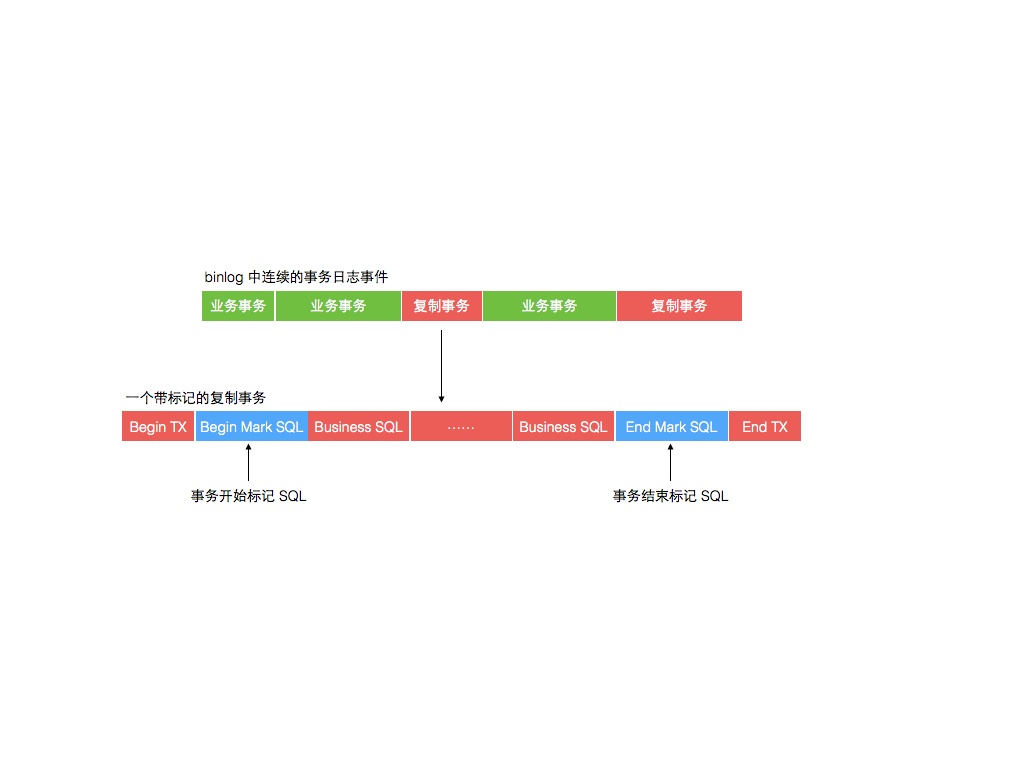 binlog 中连续的事务日志事件
业务事务 业务事务 复制事务 业务事务 复制事务
一个带标记的复制事务
Begin TX Begin Mark SQL Business SQL ...... Business SQL End Mark SQL End TX
事务开始标记 SQL 事务结束标记 SQL